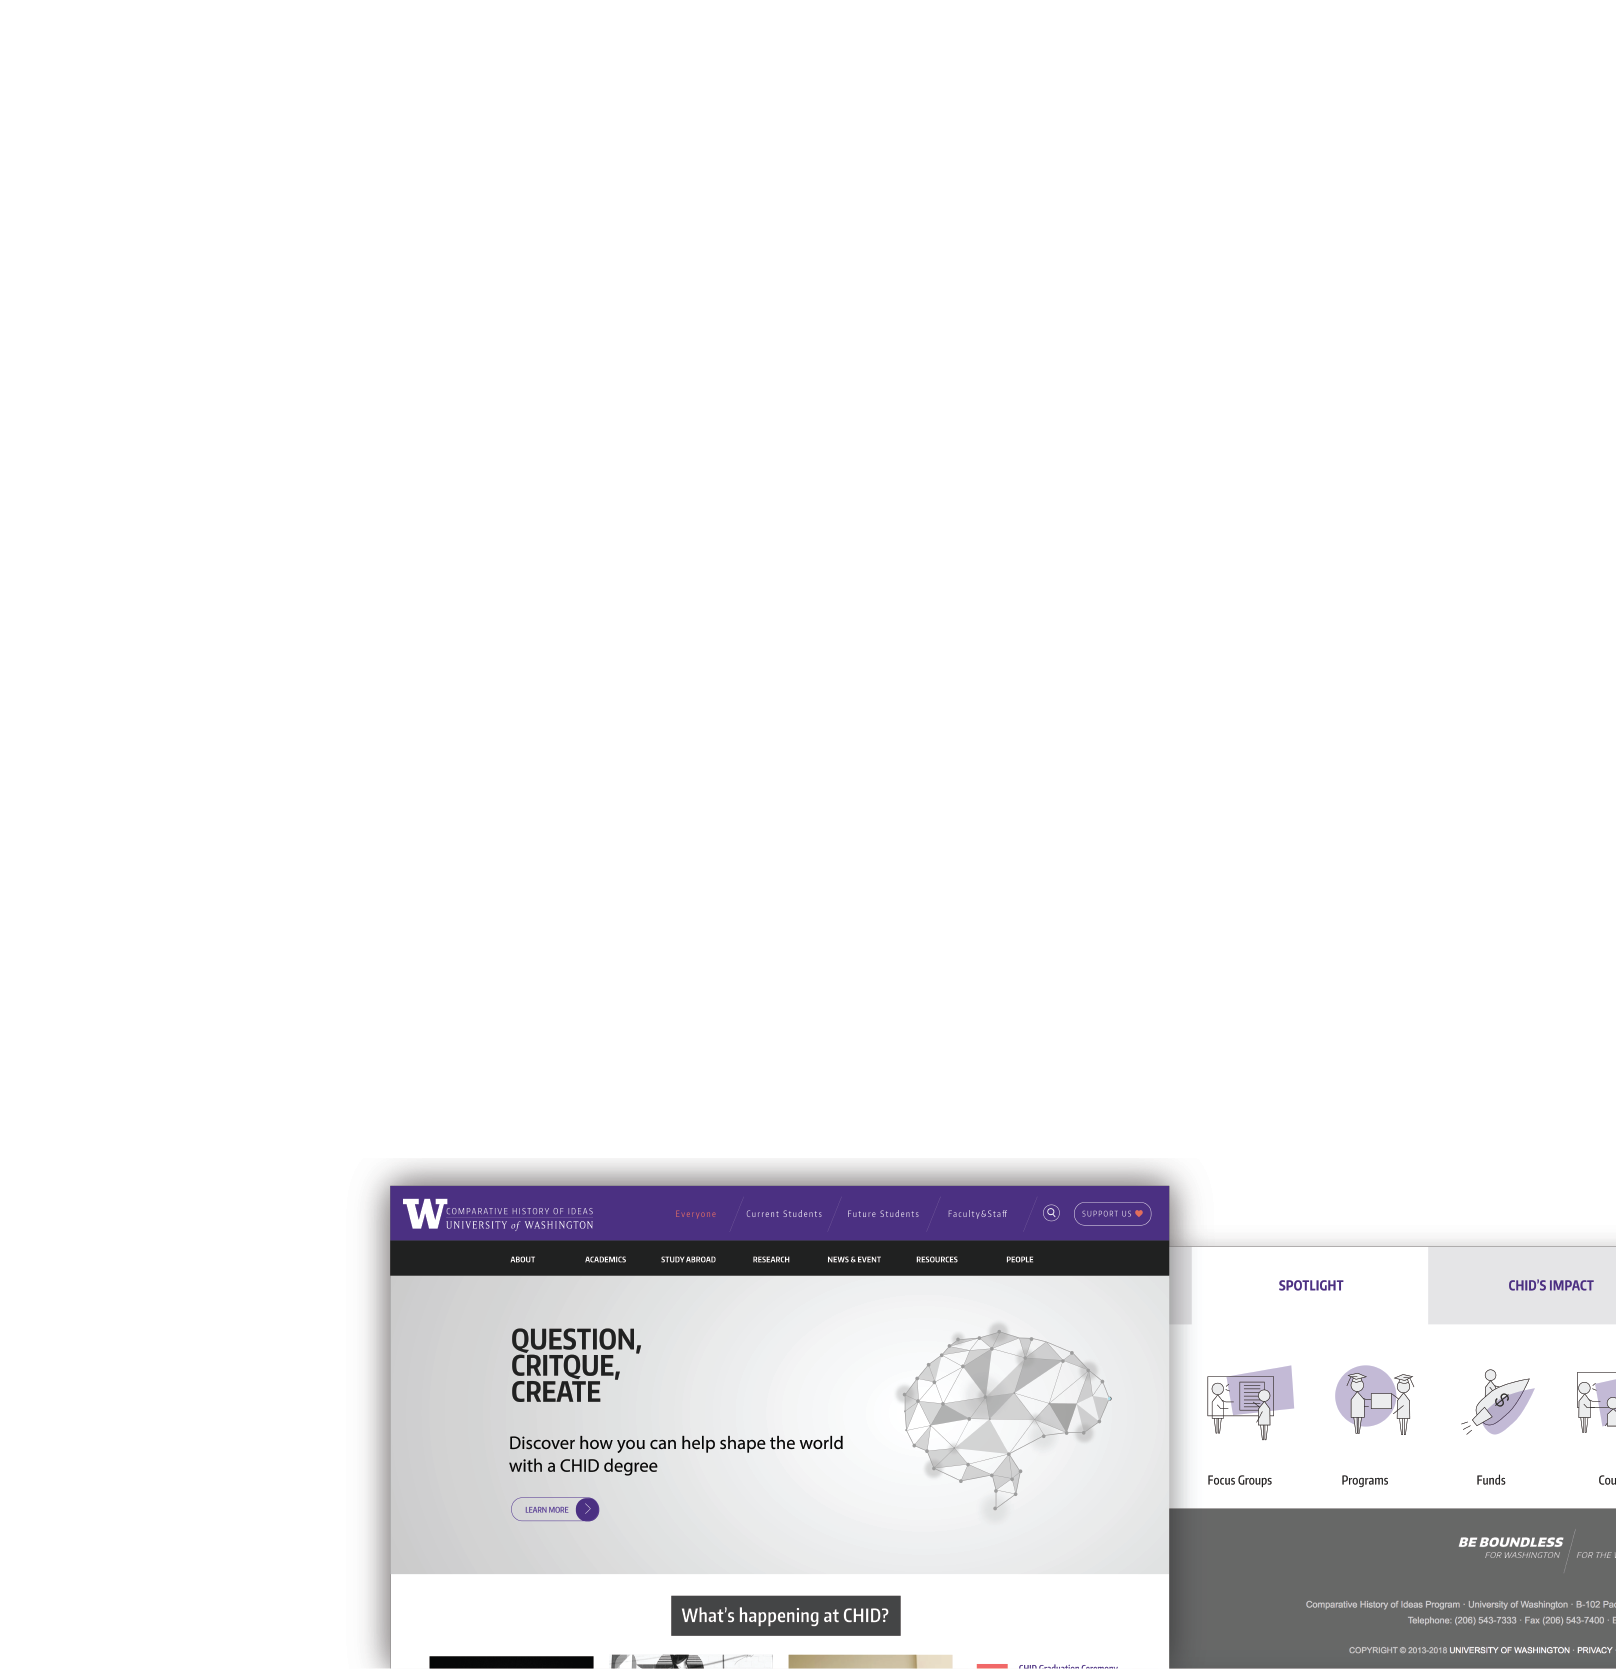 COMPARATIVE HISTORY OF IDEAS
W UNIVERSITY of WASHINGTON
Everyone
Current Students
Future Students
Faculty&Staff
SUPPORT US
ABOUT
ACADEMICS
STUDY ABROAD
RESEARCH
NEWS & EVENT
RESOURCES
PEOPLE
QUESTION,
CRITQUE,
CREATE
Discover how you can help shape the world
with a CHID degree
LEARN MORE
What's happening at CHID?
CHID Graduation Ceremony
SPOTLIGHT
CHID'S IMPACT
$
Focus Groups
Programs
Funds
BE BOUNDLESS
FOR WASHINGTON
FOR THE
Comparative History of Ideas Program · University of Washington · B-102
Telephone: (206) 543-7333 · Fax (206) 543-7400 ·
COPYRIGHT © 2013-2018 UNIVERSITY OF WASHINGTON · PRIVACY